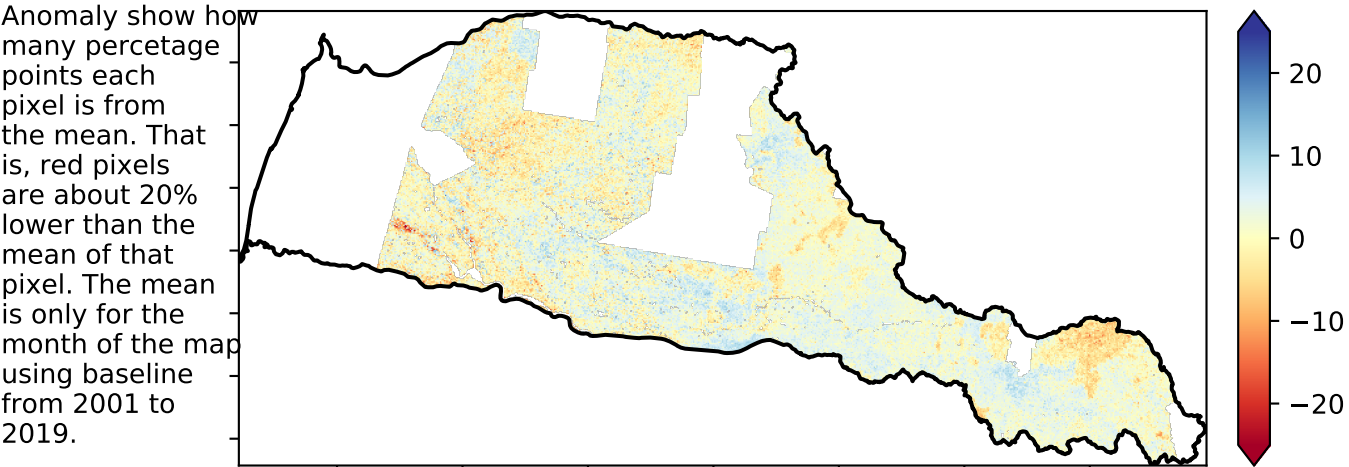 Anomaly show how
many percetage
points each
pixel is from
the mean. That
is, red pixels
are about 20%
lower than the
mean of that
pixel. The mean
is only for the
month of the map
using baseline
from 2001 to
2019.
20
10
0
−10
−20